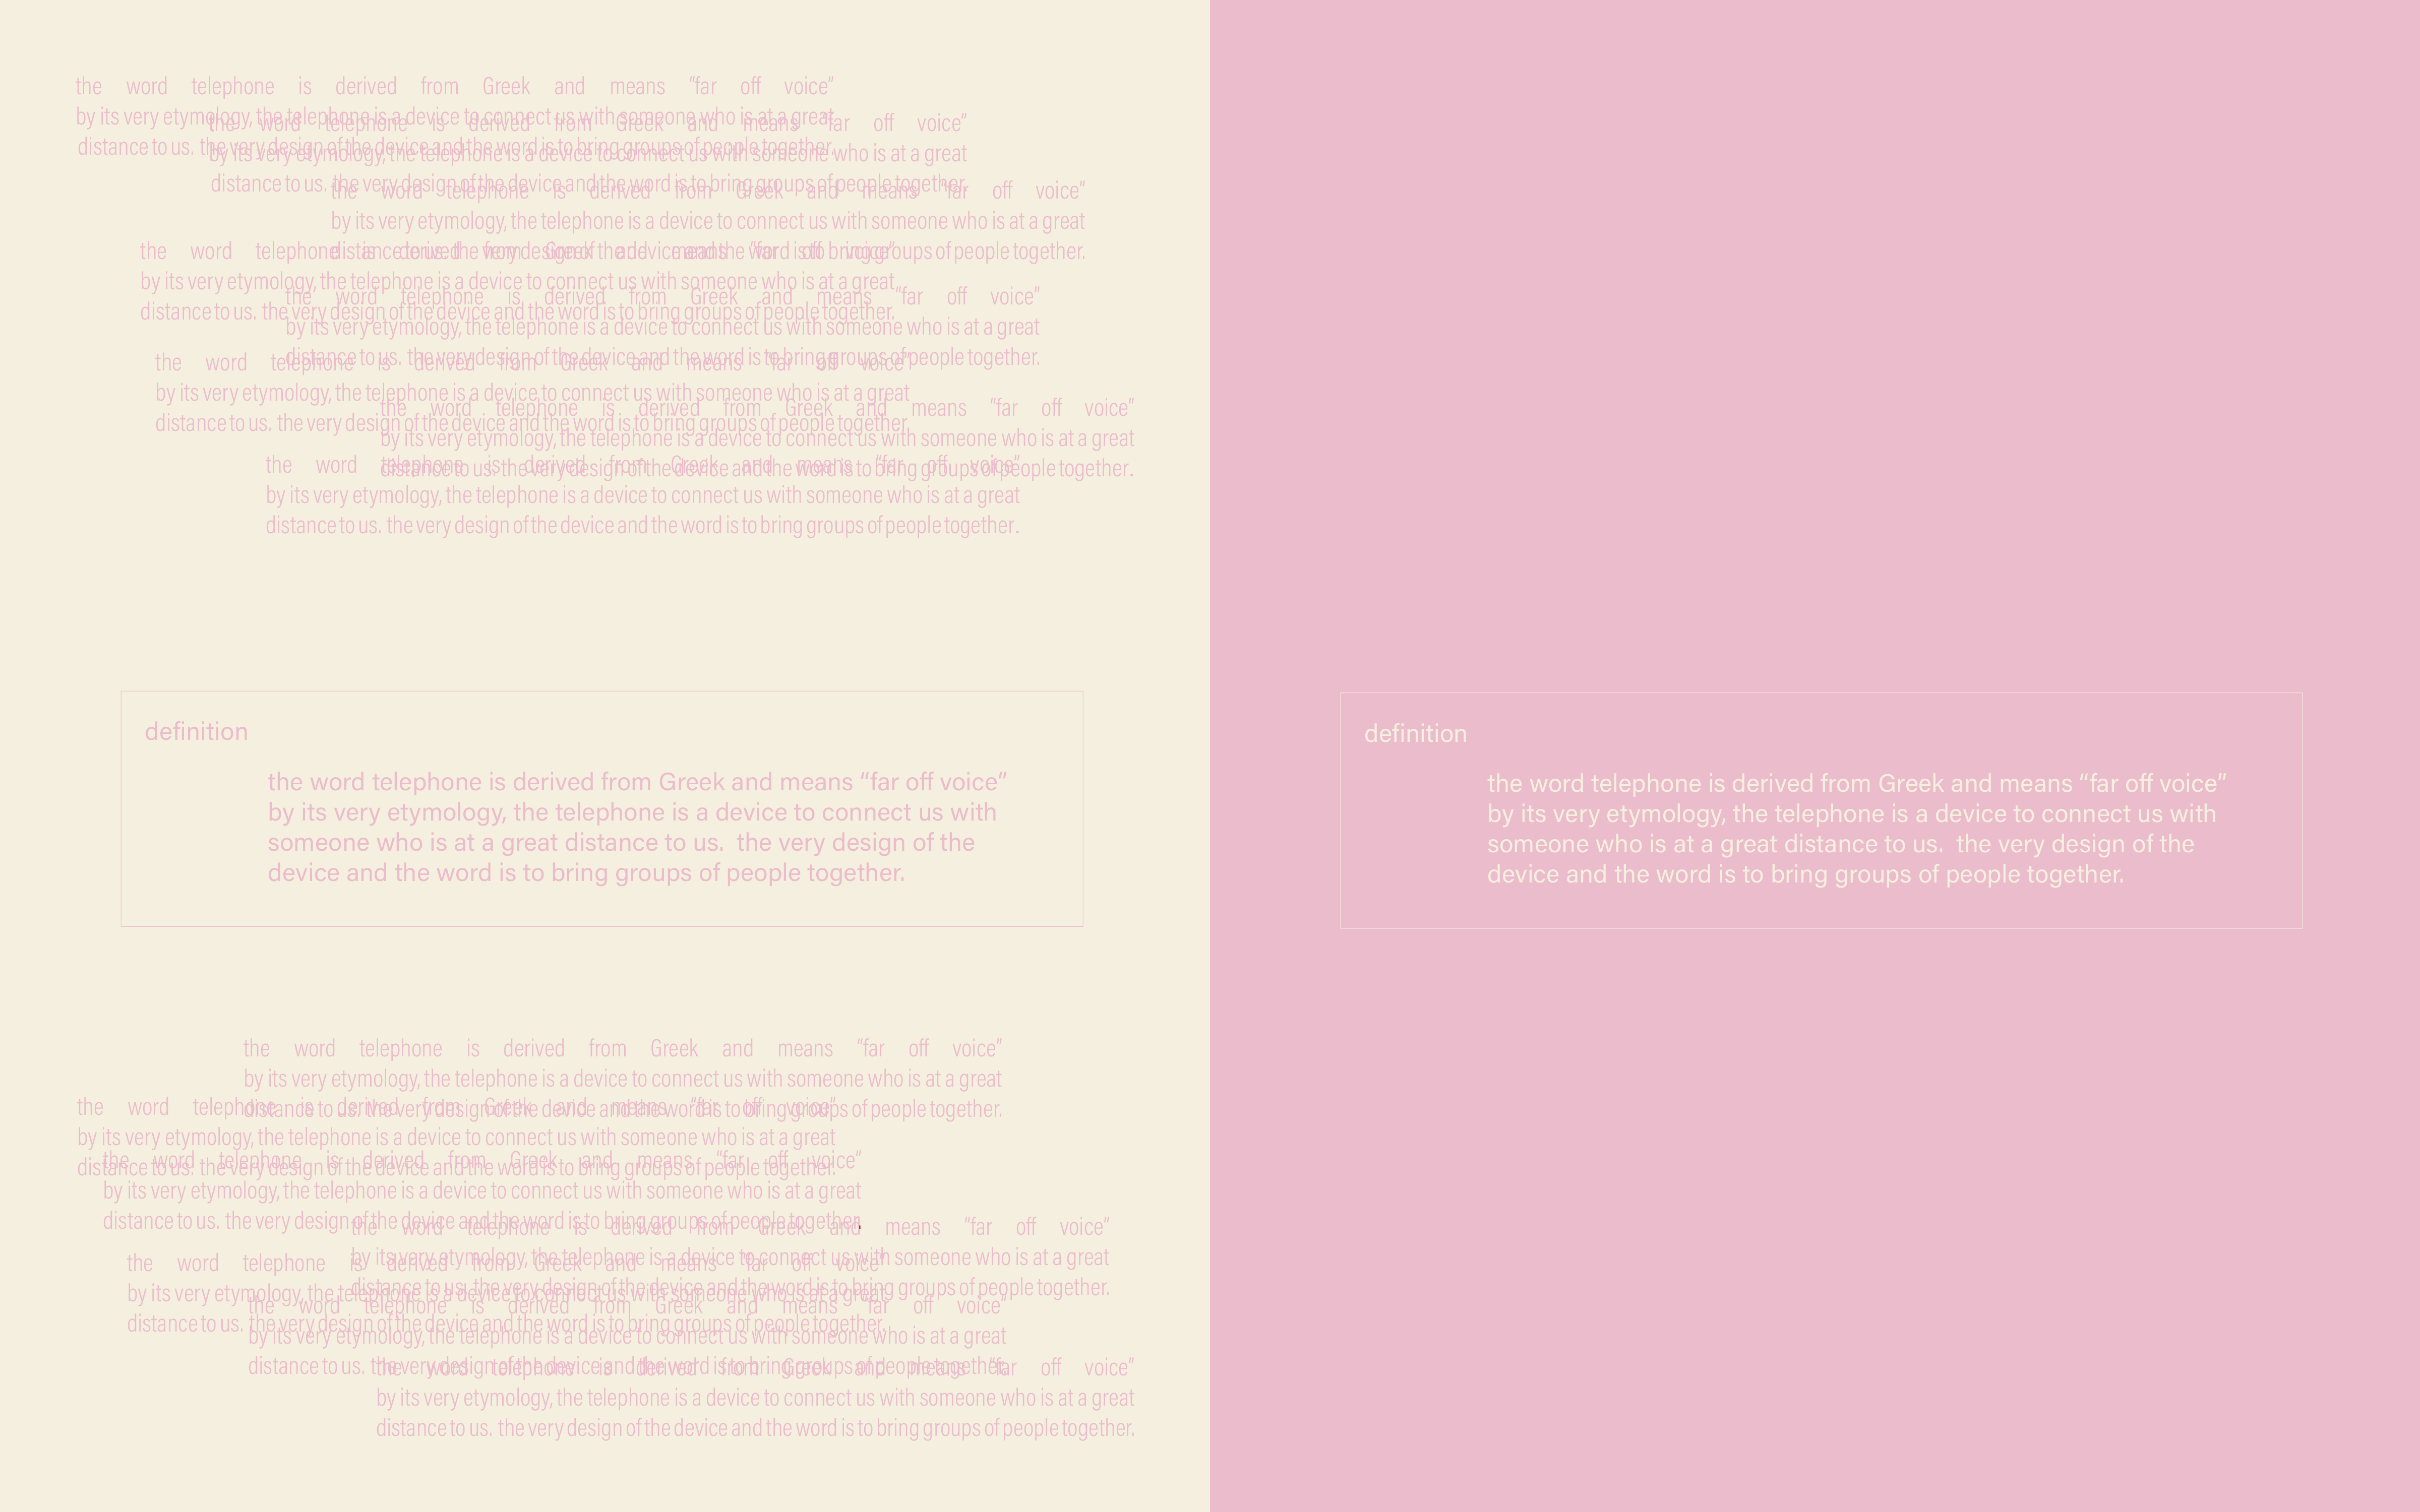 the word telephone is derived from Greek and means “far off voice”
by its very etymology, the telephone is a device to connect us with someone who is at a great
distance to us. the very design of the device and the word is to bring groups of people together.
the word telephone is derived from Greek and means “far off voice”
by its very etymology, the telephone is a device to connect us with someone who is at a great
distance to us. the very design of the device and the word is to bring groups of people together.
the word telephone is derived from Greek and means “far off voice”
by its very etymology, the telephone is a device to connect us with someone who is at a great
distance to us. the very design of the device and the word is to bring groups of people together.
the word telephone is derived from Greek and means “far off voice”
by its very etymology, the telephone is a device to connect us with someone who is at a great
distance to us. the very design of the device and the word is to bring groups of people together.
the word telephone is derived from Greek and means “far off voice”
by its very etymology, the telephone is a device to connect us with someone who is at a great
distance to us. the very design of the device and the word is to bring groups of people together.
the word telephone is derived from Greek and means “far off voice”
by its very etymology, the telephone is a device to connect us with someone who is at a great
distance to us. the very design of the device and the word is to bring groups of people together.
the word telephone is derived from Greek and means “far off voice”
by its very etymology, the telephone is a device to connect us with someone who is at a great
distance to us. the very design of the device and the word is to bring groups of people together.
the word telephone is derived from Greek and means “far off voice”
by its very etymology, the telephone is a device to connect us with someone who is at a great
distance to us. the very design of the device and the word is to bring groups of people together.
definition
the word telephone is derived from Greek and means “far off voice”
by its very etymology, the telephone is a device to connect us with
someone who is at a great distance to us. the very design of the
device and the word is to bring groups of people together.
the word telephone is derived from Greek and means “far off voice”
by its very etymology, the telephone is a device to connect us with someone who is at a great
distance to us. the very design of the device and the word is to bring groups of people together.
the word telephone is derived from Greek and means “far off voice”
by its very etymology, the telephone is a device to connect us with someone who is at a great
distance to us. the very design of the device and the word is to bring groups of people together.
the word telephone is derived from Greek and means “far off voice”
by its very etymology, the telephone is a device to connect us with someone who is at a great
distance to us. the very design of the device and the word is to bring groups of people together.
the word telephone is derived from Greek and means “far off voice”
by its very etymology, the telephone is a device to connect us with someone who is at a great
distance to us. the very design of the device and the word is to bring groups of people together.
the word telephone is derived from Greek and means “far off voice”
by its very etymology, the telephone is a device to connect us with someone who is at a great
distance to us. the very design of the device and the word is to bring groups of people together.
the word telephone is derived from Greek and means “far off voice”
by its very etymology, the telephone is a device to connect us with someone who is at a great
distance to us. the very design of the device and the word is to bring groups of people together.
the word telephone is derived from Greek and means “far off voice”
by its very etymology, the telephone is a device to connect us with someone who is at a great
distance to us. the very design of the device and the word is to bring groups of people together.
definition
the word telephone is derived from Greek and means “far off voice”
by its very etymology, the telephone is a device to connect us with
someone who is at a great distance to us. the very design of the
device and the word is to bring groups of people together.